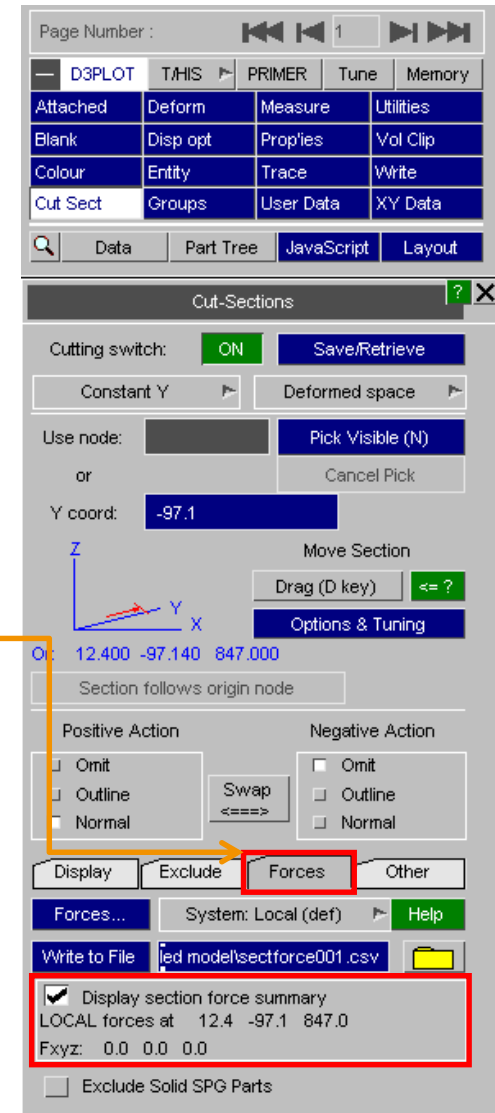 Page Number : 1
D3PLOT T/HIS PRIMER Tune Memory
Attached Deform Measure Utilities
Blank Disp opt Prop'ies Vol Clip
Colour Entity Trace Write
Cut Sect Groups User Data XY Data
Data Part Tree JavaScript Layout
Cut-Sections ? X
Cutting switch: ON Save/Retrieve
Constant Y Deformed space
Use node: Pick Visible (N)
or Cancel Pick
Y coord: -97.1
Z Move Section
Y Drag (D key) <= ?
X Options & Tuning
12.400 -97.140 847.000
Section follows origin node
Positive Action Negative Action
Omit Swap <===> Omit
Outline Outline
Normal Normal
Display Exclude Forces Other
Forces... System: Local (def) Help
Write to File ied model\sectforce001.csv
Display section force summary
LOCAL forces at 12.4 -97.1 847.0
Fxyz: 0.0 0.0 0.0
Exclude Solid SPG Parts